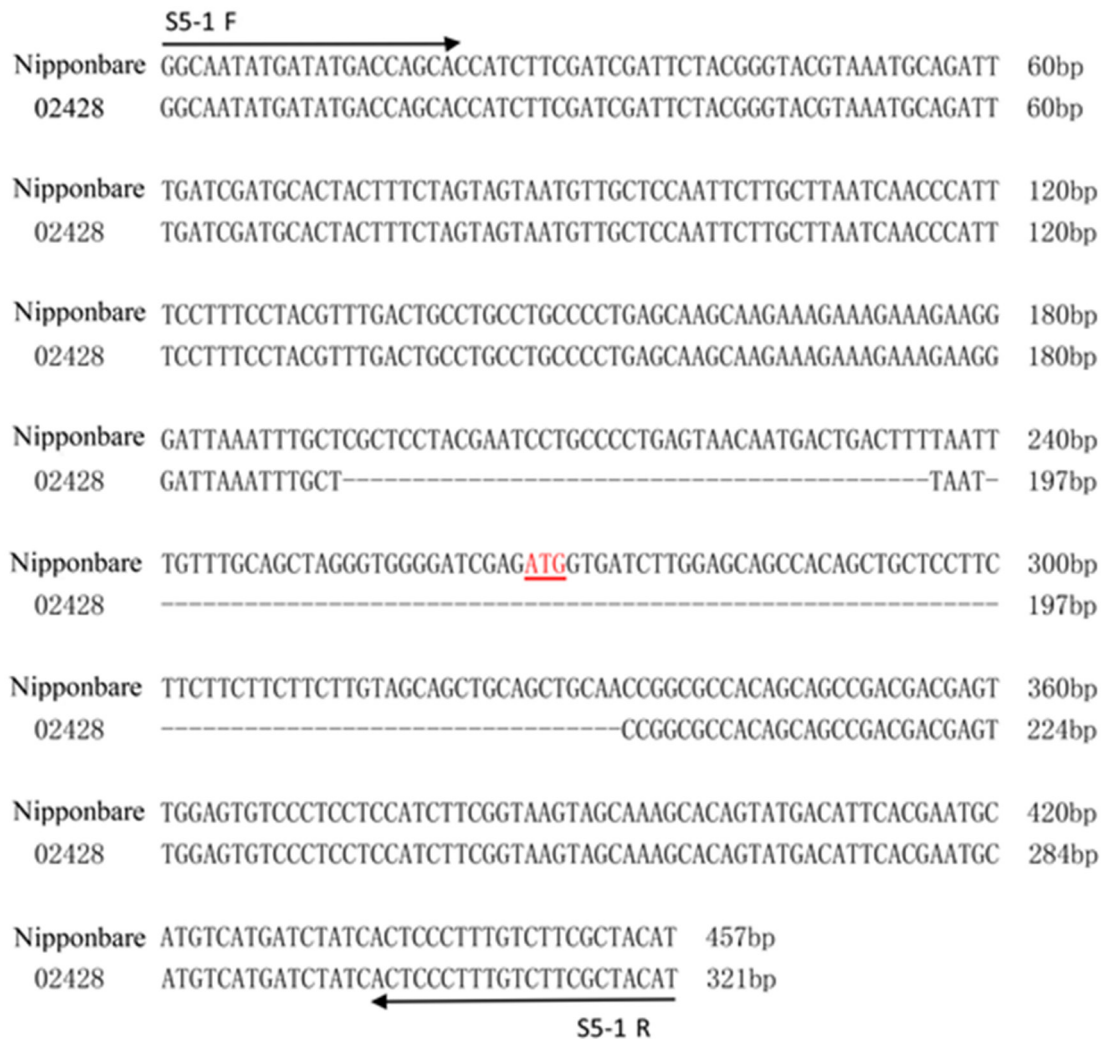 S5-1 F
Nipponbare GGCAATATGATATGACCAGCACCATCTTCGATCGATTCTACGGGTACGTAAATGCAGATT 60bp
02428 GGCAATATGATATGACCAGCACCATCTTCGATCGATTCTACGGGTACGTAAATGCAGATT 60bp
Nipponbare TGATCGATGCACTACTTTCTAGTAGTAATGTTGCTCCAATTCTTGCTTAATCAACCCATT 120bp
02428 TGATCGATGCACTACTTTCTAGTAGTAATGTTGCTCCAATTCTTGCTTAATCAACCCATT 120bp
Nipponbare TCCTTTCCTACGTTTGACTGCCTGCCTGCCCCTGAGCAAGCAAGAAAGAAAGAAAGAAGG 180bp
02428 TCCTTTCCTACGTTTGACTGCCTGCCTGCCCCTGAGCAAGCAAGAAAGAAAGAAAGAAGG 180bp
Nipponbare GATTAAATTTGCTCGCTCCTACGAATCCTGCCCCTGAGTAACAATGACTGACTTTTAATT 240bp
02428 GATTAAATTTGCT------------------------------------------TAAT- 197bp
Nipponbare TGTTTGCAGCTAGGGTGGGGATCGAGATGGTGATCTTGGAGCAGCCACAGCTGCTCCTTC 300bp
02428 ------------------------------------------------------------ 197bp
Nipponbare TTCTTCTTCTTCTTGTAGCAGCTGCAGCTGCAACCGGCGCCACAGCAGCCGACGACGAGT 360bp
02428 ---------------------------------CCGGCGCCACAGCAGCCGACGACGAGT 224bp
Nipponbare TGGAGTGTCCCTCCTCCATCTTCGGTAAGTAGCAAAGCACAGTATGACATTCACGAATGC 420bp
02428 TGGAGTGTCCCTCCTCCATCTTCGGTAAGTAGCAAAGCACAGTATGACATTCACGAATGC 284bp
Nipponbare ATGTCATGATCTATCACTCCCTTTGTCTTCGCTACAT 457bp
02428 ATGTCATGATCTATCACTCCCTTTGTCTTCGCTACAT 321bp
S5-1 R